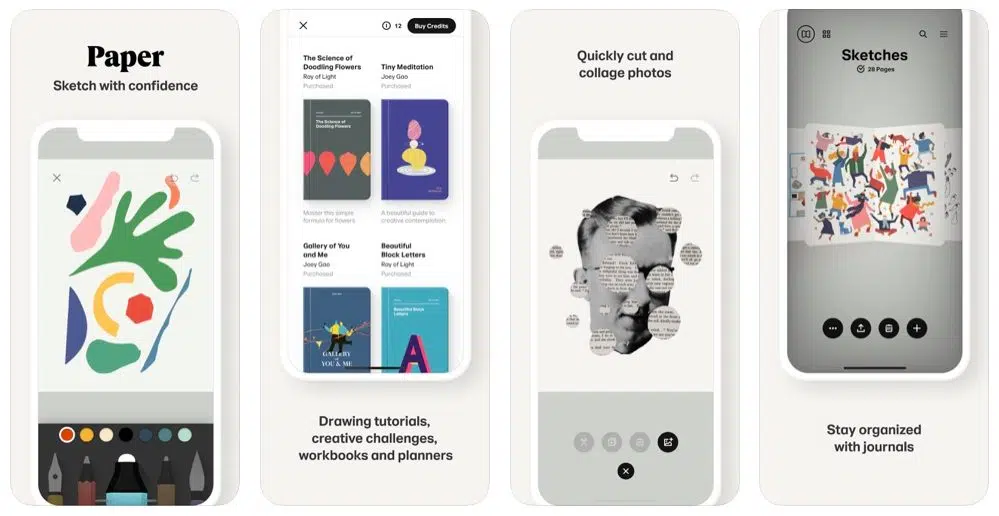 Paper
Sketch with confidence
12
Buy Credits
The Science of
Doodling Flowers
Ray of Light
Purchased
Tiny Meditation
Joey Gao
Purchased
The Science of
Doodling Flowers
Master this simple
formula for flowers
A beautiful guide to
creative contemplation
Gallery of You
and Me
Joey Gao
Purchased
Beautiful
Block Letters
Ray of Light
Purchased
GALLERY
OF
YOU & ME
Beautiful Block
Letters
A
Drawing tutorials,
creative challenges,
workbooks and planners
Quickly cut and
collage photos
Sketches
28 Pages
Stay organized
with journals